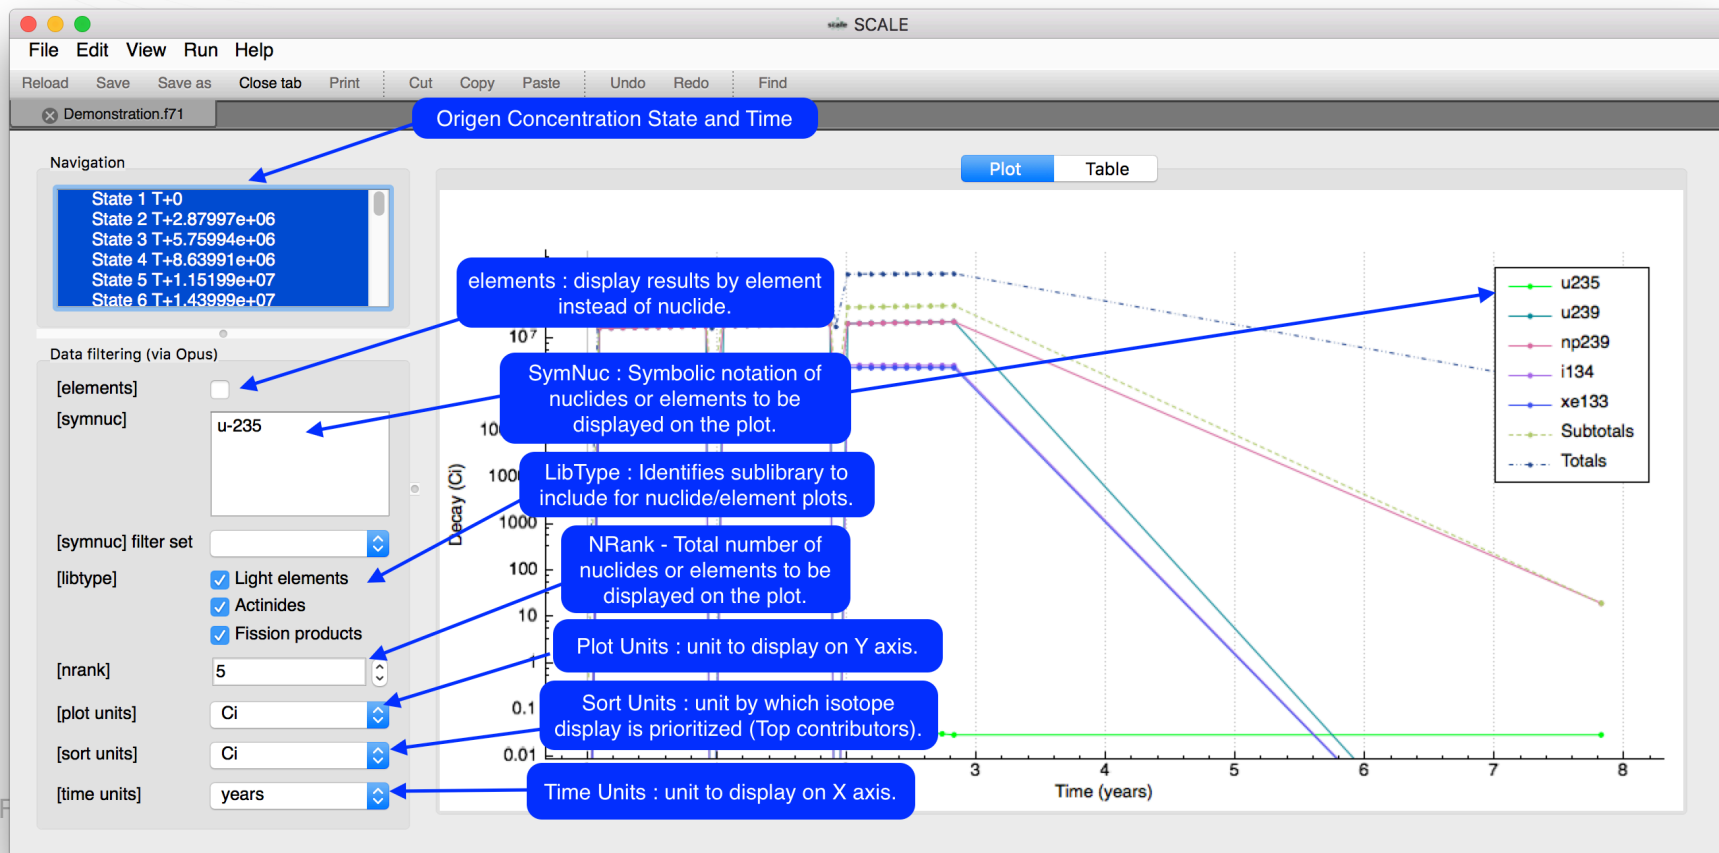 SCALE
File Edit View Run Help
Reload Save Save as Close tab Print Cut Copy Paste Undo Redo Find
Demonstration.f71
Origen Concentration State and Time
Navigation
State 1 T+0
State 2 T+2.87997e+06
State 3 T+5.75994e+06
State 4 T+8.63991e+06
State 5 T+1.15199e+07
State 6 T+1.43999e+07
Data filtering (via Opus)
[elements]
[symnuc]
u-235
[symnuc] filter set
[libtype]
Light elements
Actinides
Fission products
[nrank]
5
[plot units]
Ci
[sort units]
Ci
[time units]
years
Plot Table
elements : display results by element
instead of nuclide.
SymNuc : Symbolic notation of
nuclides or elements to be
displayed on the plot.
LibType : Identifies sublibrary to
include for nuclide/element plots.
NRank - Total number of
nuclides or elements to be
displayed on the plot.
Plot Units : unit to display on Y axis.
Sort Units : unit by which isotope
display is prioritized (Top contributors).
Time Units : unit to display on X axis.
Decay (Ci)
10⁷
1000
100
10
1
0.1
0.01
3 4 5 6 7 8
Time (years)
u235
u239
np239
i134
xe133
Subtotals
Totals